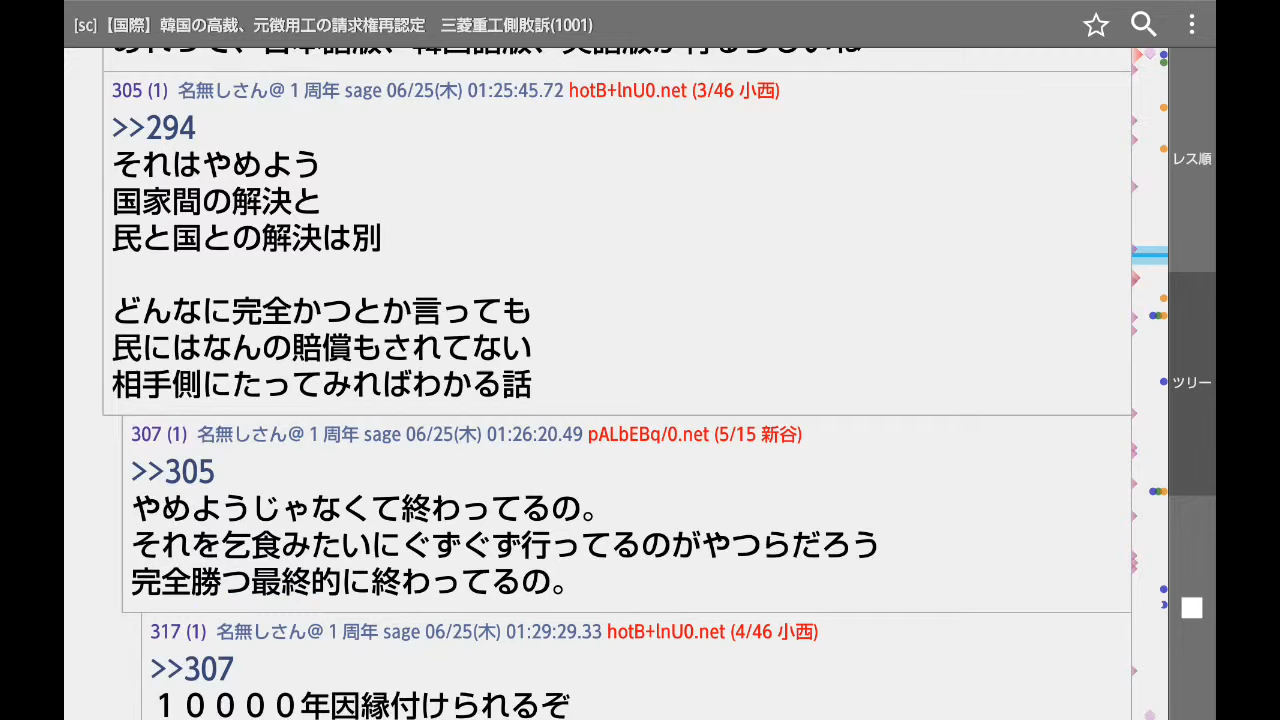 [sc]【国際】韓国の高裁、元徴用工の請求権再認定　三菱重工側敗訴(1001)
305 (1) 名無しさん＠１周年 sage 06/25(木) 01:25:45.72 hotB+lnU0.net (3/46 小西)
>>294
それはやめよう
国家間の解決と
民と国との解決は別
どんなに完全かつとか言っても
民にはなんの賠償もされてない
相手側にたってみればわかる話
307 (1) 名無しさん＠１周年 sage 06/25(木) 01:26:20.49 pALbEBq/0.net (5/15 新谷)
>>305
やめようじゃなくて終わってるの。
それを乞食みたいにぐずぐず行ってるのがやつらだろう
完全勝つ最終的に終わってるの。
317 (1) 名無しさん＠１周年 sage 06/25(木) 01:29:29.33 hotB+lnU0.net (4/46 小西)
>>307
１００００年因縁付けられるぞ
レス順
ツリー